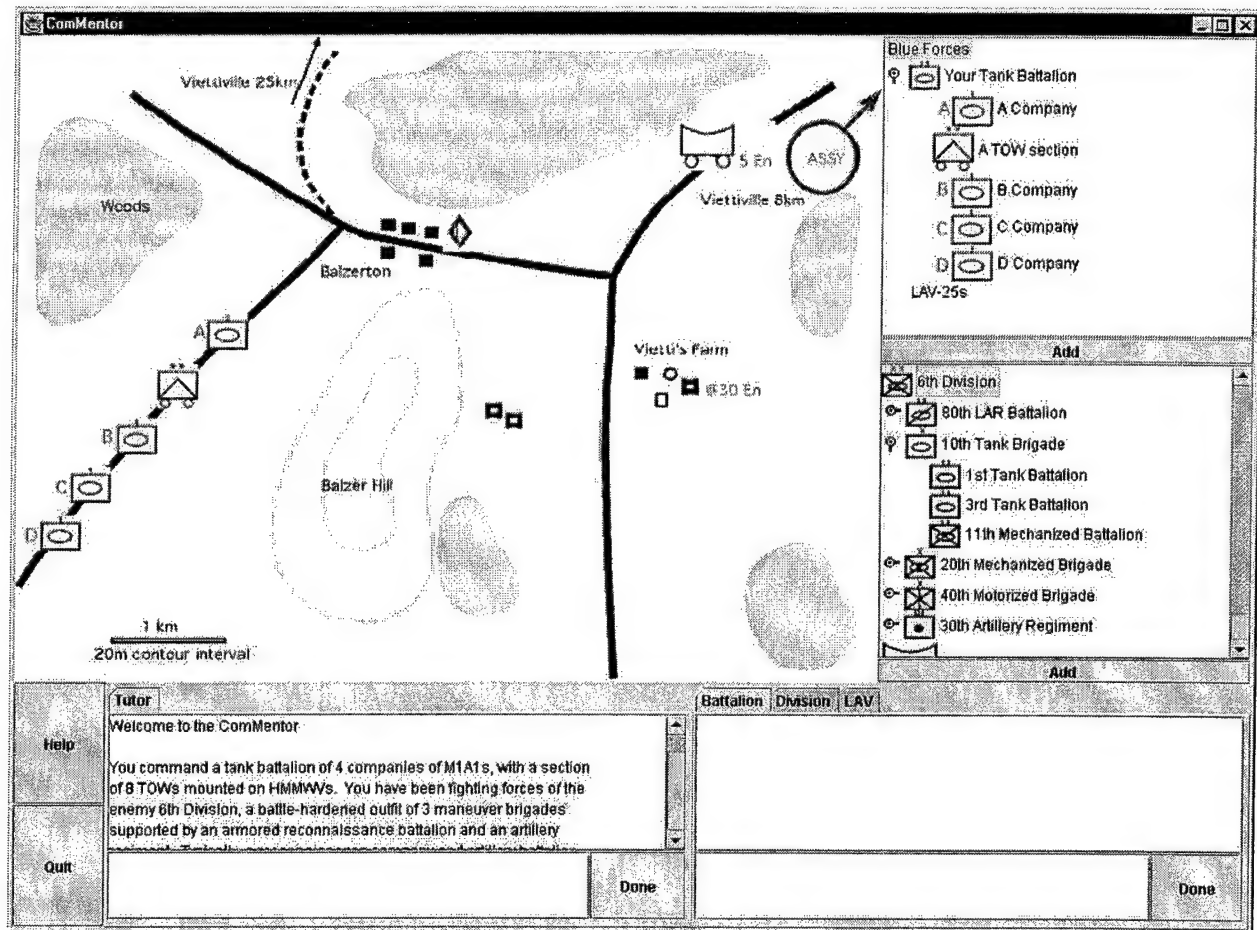 ComMentor
Viettiville 25km
Woods
Balzerton
5 En
ASSY
Viettiville 8km
Vietti's Farm
@30 En
Balzer Hill
A
B
C
D
1 km
20m contour interval
Blue Forces
Your Tank Battalion
A A Company
A TOW section
B B Company
C C Company
D D Company
LAV-25s
Add
6th Division
80th LAR Battalion
10th Tank Brigade
1st Tank Battalion
3rd Tank Battalion
11th Mechanized Battalion
20th Mechanized Brigade
40th Motorized Brigade
30th Artillery Regiment
Add
Help
Quit
Tutor
Welcome to the ComMentor
You command a tank battalion of 4 companies of M1A1s, with a section
of 8 TOWs mounted on HMMWVs. You have been fighting forces of the
enemy 6th Division, a battle-hardened outfit of 3 maneuver brigades
supported by an armored reconnaissance battalion and an artillery
Done
Battalion Division LAV
Done